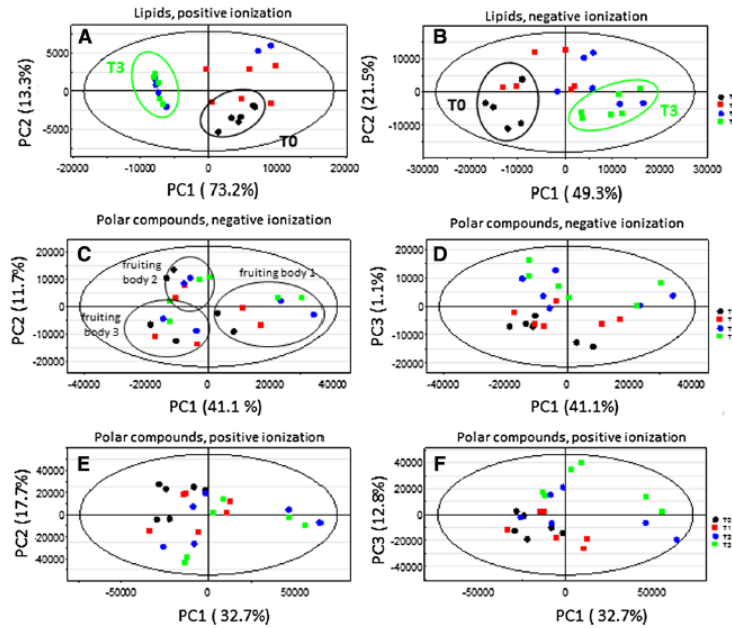 Lipids, positive ionization
A
T3
T0
PC2 (13.3%)
5000
0
-5000
-20000 -10000 0 10000 20000
PC1 ( 73.2%)
Lipids, negative ionization
B
T0
T3
PC2 (21.5%)
10000
0
-10000
-30000 -20000 -10000 0 10000 20000 30000
PC1 ( 49.3%)
Polar compounds, negative ionization
C
fruiting
body 2
fruiting body 1
fruiting
body 3
PC2 (11.7%)
20000
10000
0
-10000
-20000
-40000 -20000 0 20000 40000
PC1 (41.1 %)
Polar compounds, negative ionization
D
PC3 (1.1%)
20000
10000
0
-10000
-20000
-40000 -20000 0 20000 40000
PC1 (41.1%)
Polar compounds, positive ionization
E
PC2 (17.7%)
40000
20000
0
-20000
-40000
-50000 0 50000
PC1 ( 32.7%)
Polar compounds, positive ionization
F
PC3 (12.8%)
40000
20000
0
-20000
-40000
-50000 0 50000
PC1 ( 32.7%)
T0
T1
T2
T3